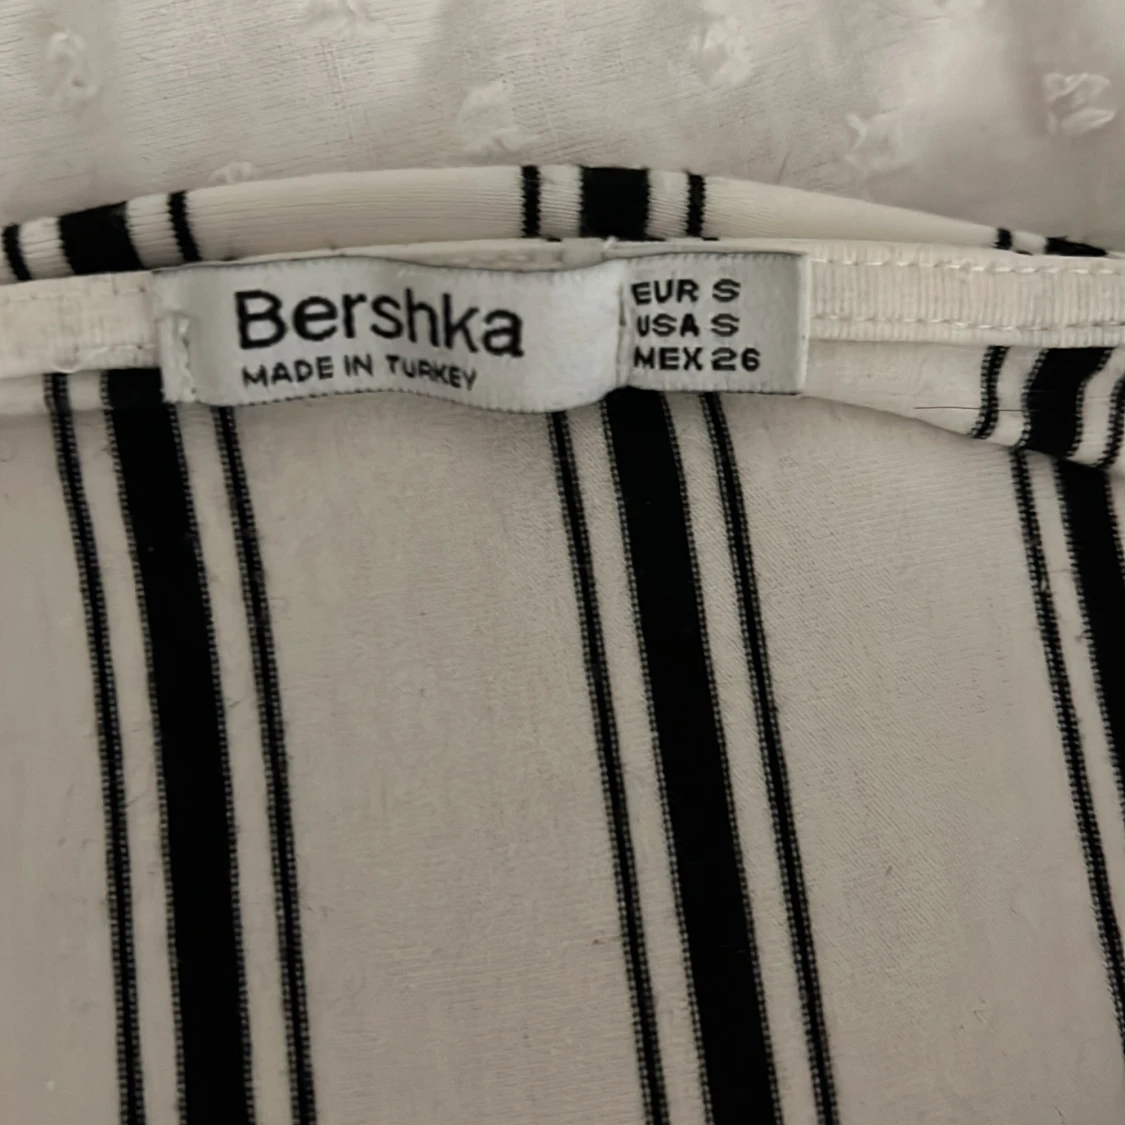 Bershka
MADE IN TURKEY
EUR S
USA S
MEX 26